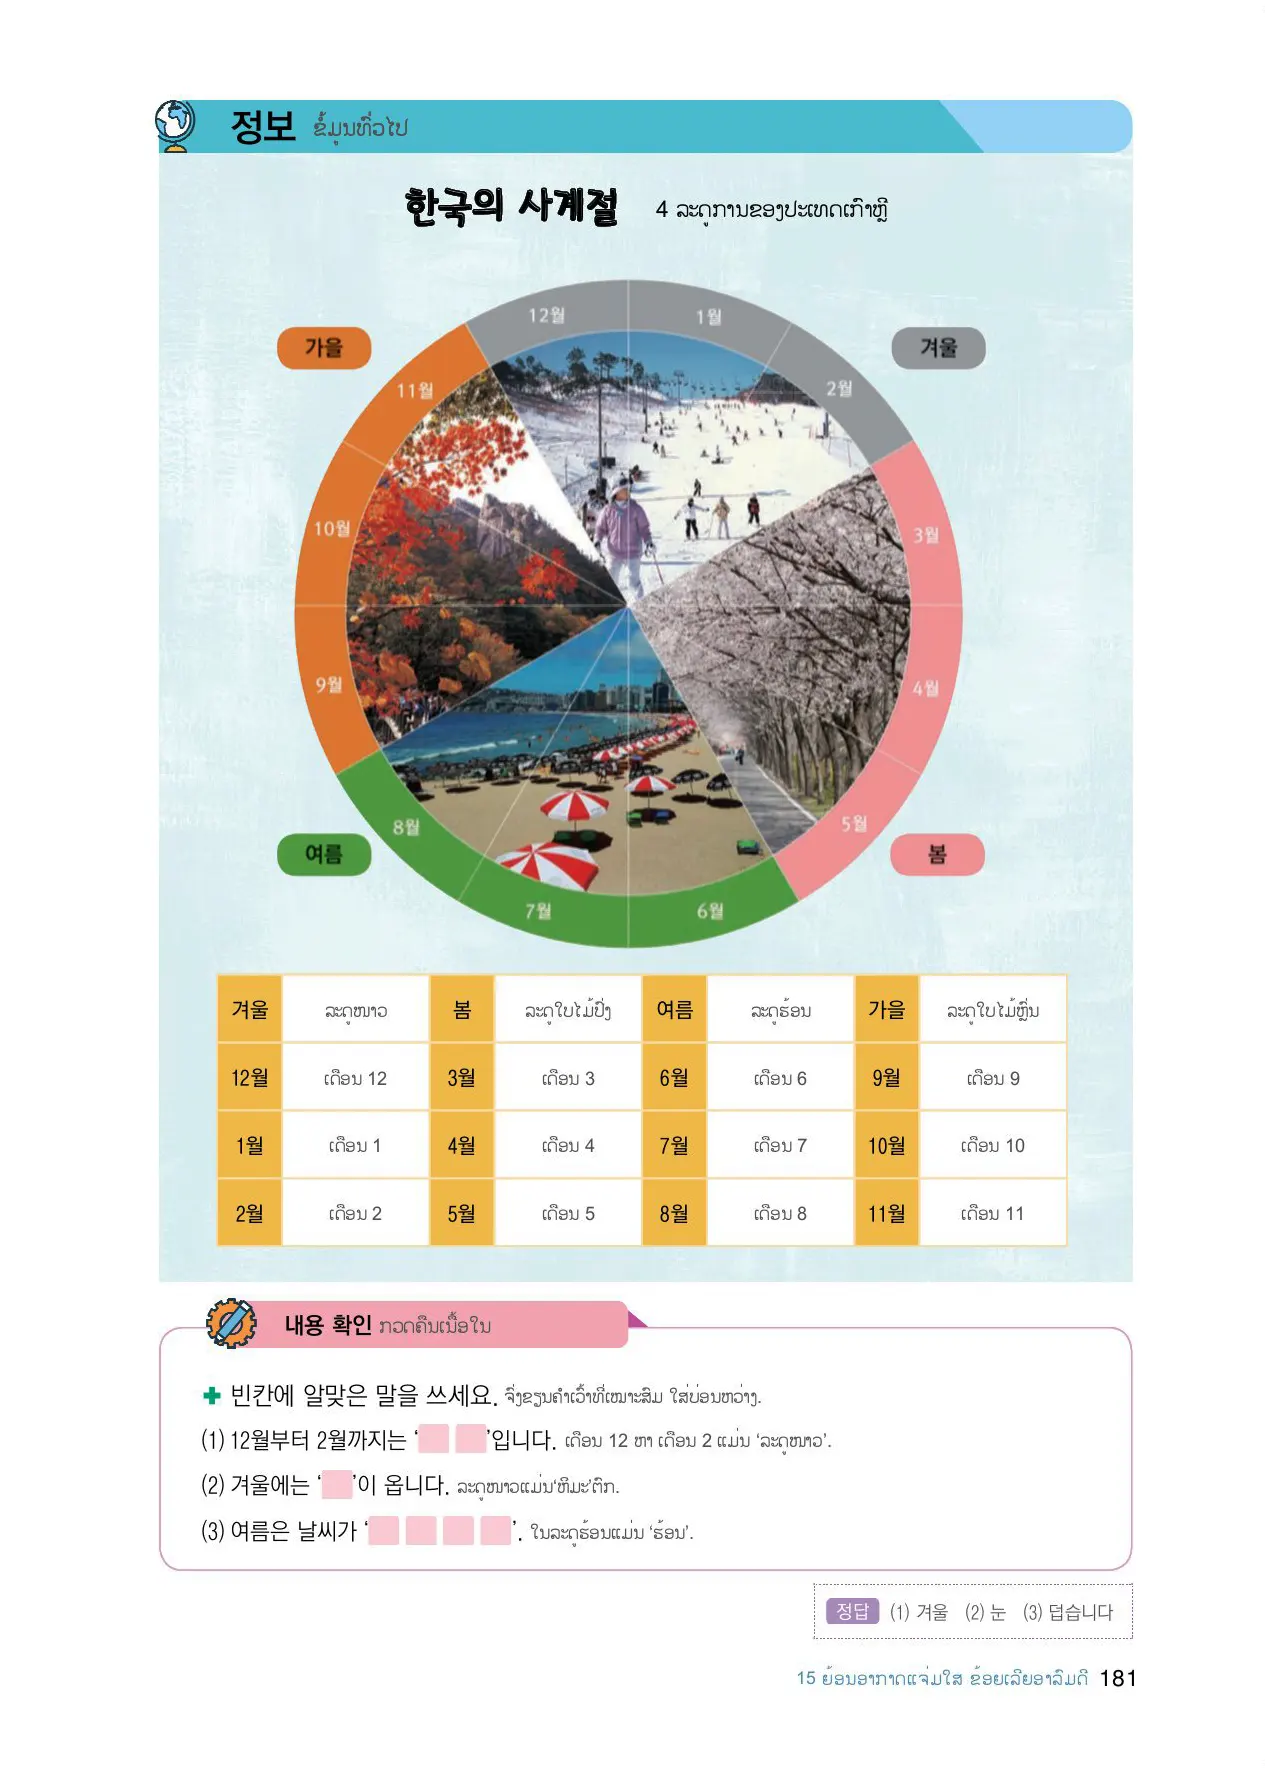 정보 ຂໍ້ມູນທົ່ວໄປ
한국의 사계절 4 ລະດູການຂອງປະເທດເກົາຫຼີ
12월 1월
가을 겨울
11월 2월
10월 3월
9월 4월
8월 5월
여름 봄
7월 6월
겨울 ລະດູໜາວ 봄 ລະດູໃບໄມ້ປົ່ງ 여름 ລະດູຮ້ອນ 가을 ລະດູໃບໄມ້ຫຼົ່ນ
12월 ເດືອນ 12 3월 ເດືອນ 3 6월 ເດືອນ 6 9월 ເດືອນ 9
1월 ເດືອນ 1 4월 ເດືອນ 4 7월 ເດືອນ 7 10월 ເດືອນ 10
2월 ເດືອນ 2 5월 ເດືອນ 5 8월 ເດືອນ 8 11월 ເດືອນ 11
내용 확인 ກວດຄືນເນື້ອໃນ
빈칸에 알맞은 말을 쓰세요. ຈົ່ງຂຽນຄຳເວົ້າທີ່ເໝາະສົມ ໃສ່ບ່ອນຫວ່າງ.
(1) 12월부터 2월까지는 ‘ ’입니다. ເດືອນ 12 ຫາ ເດືອນ 2 ແມ່ນ ‘ລະດູໜາວ’.
(2) 겨울에는 ‘ ’이 옵니다. ລະດູໜາວແມ່ນ‘ຫິມະ’ຕົກ.
(3) 여름은 날씨가 ‘ ’. ໃນລະດູຮ້ອນແມ່ນ ‘ຮ້ອນ’.
정답 (1) 겨울 (2) 눈 (3) 덥습니다
15 ຍ້ອນອາກາດແຈ່ມໃສ ຂ້ອຍເລີຍອາລົມດີ 181